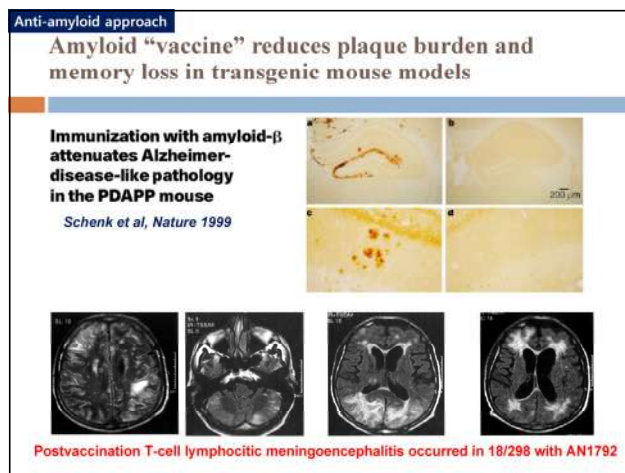 Anti-amyloid approach
Amyloid “vaccine” reduces plaque burden and
memory loss in transgenic mouse models
Immunization with amyloid-β
attenuates Alzheimer-
disease-like pathology
in the PDAPP mouse
Schenk et al, Nature 1999
a
b
200 μm
c
d
Postvaccination T-cell lymphocitic meningoencephalitis occurred in 18/298 with AN1792